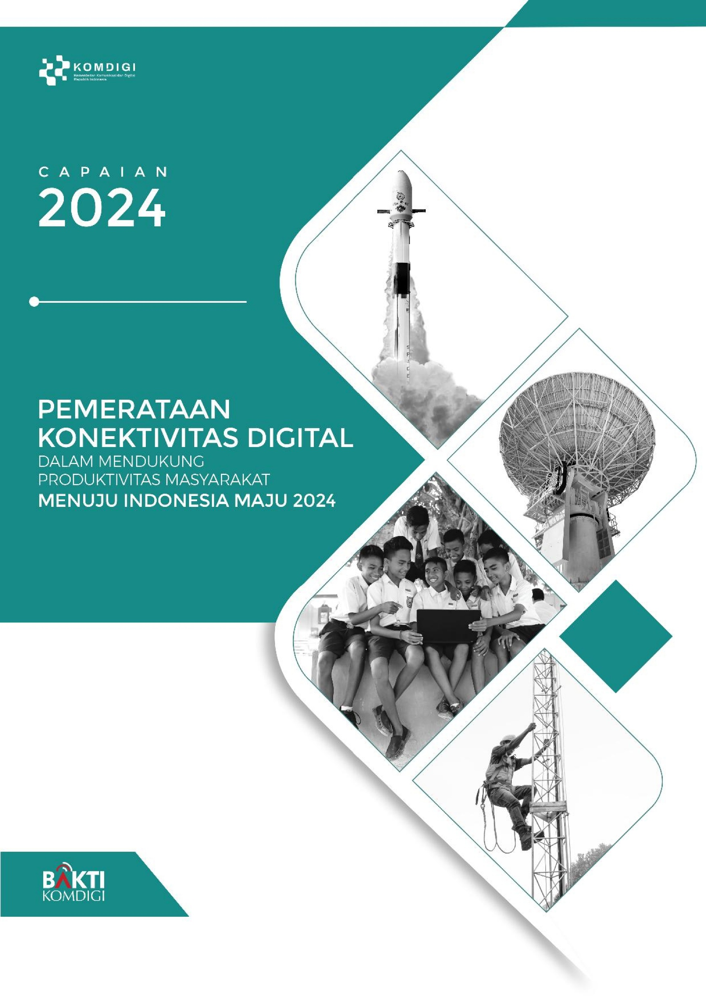 KOMDIGI
Kementerian Komunikasi dan Digital
Republik Indonesia
CAPAIAN
2024
PEMERATAAN
KONEKTIVITAS DIGITAL
DALAM MENDUKUNG
PRODUKTIVITAS MASYARAKAT
MENUJU INDONESIA MAJU 2024
BAKTI
KOMDIGI